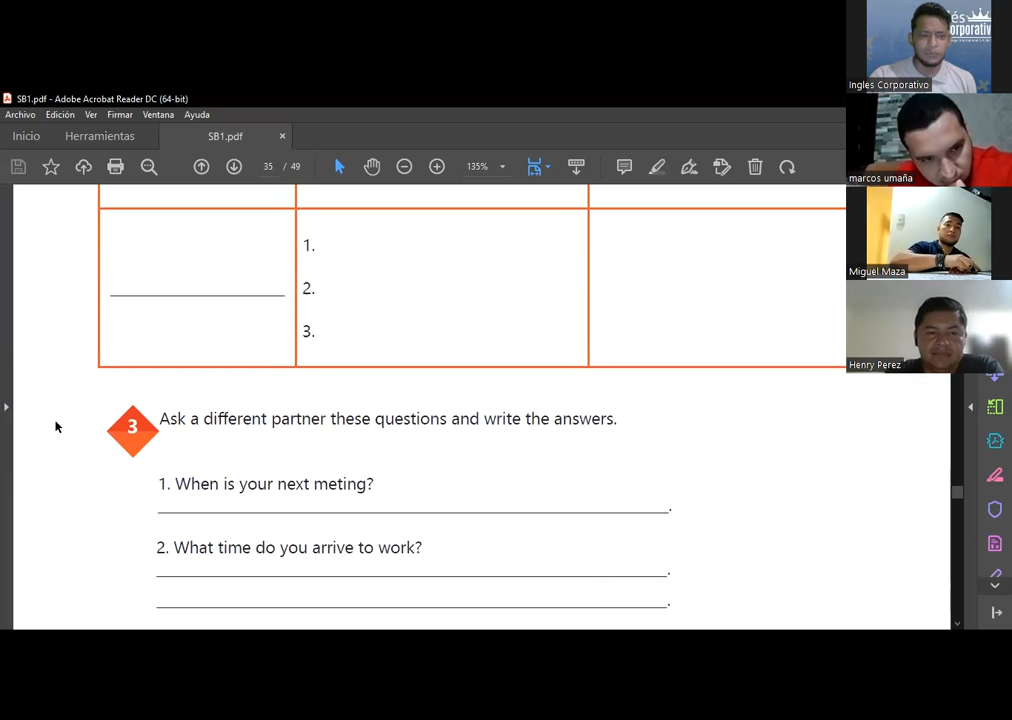 és
orporativo
Ingles Corporativo
SB1.pdf - Adobe Acrobat Reader DC (64-bit)
Archivo Edición Ver Firmar Ventana Ayuda
Inicio Herramientas SB1.pdf ×
35 / 49 135%
marcos umaña
1.
2.
3.
Miguel Maza
Henry Perez
3 Ask a different partner these questions and write the answers.
1. When is your next meting?
2. What time do you arrive to work?